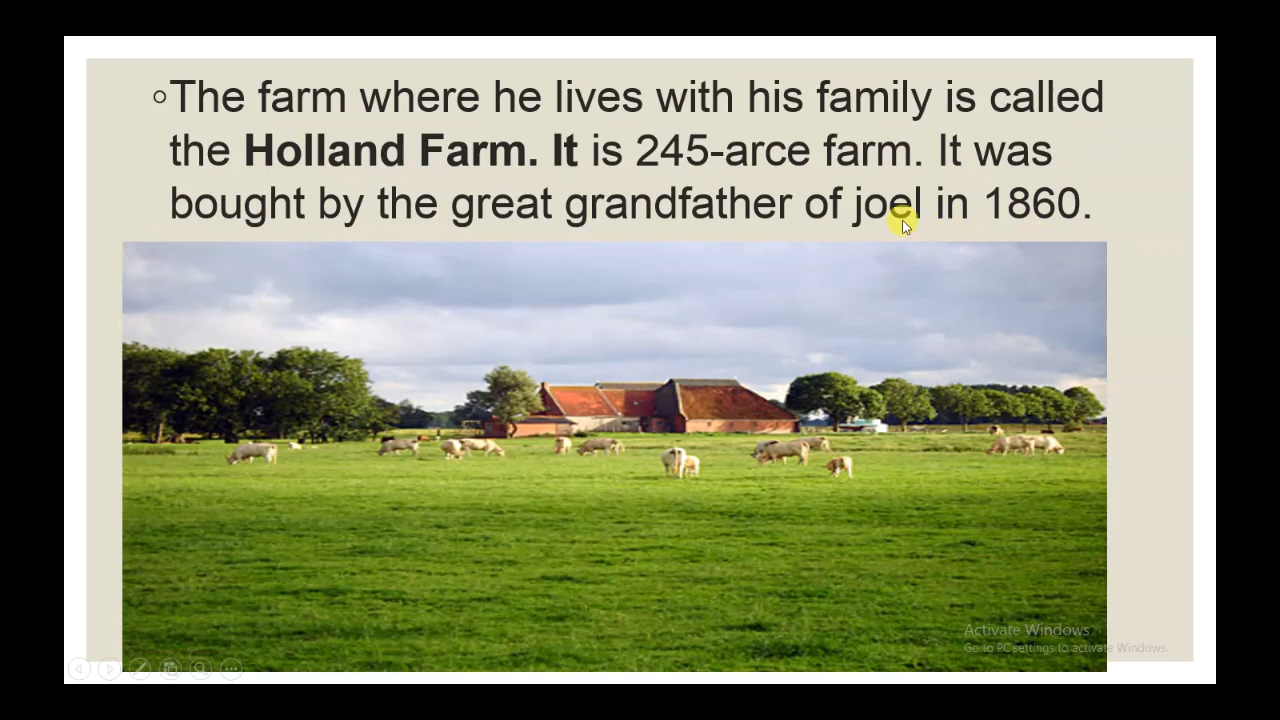 The farm where he lives with his family is called
the Holland Farm. It is 245-arce farm. It was
bought by the great grandfather of joel in 1860.
Activate Windows
Go to PC settings to activate Windows.